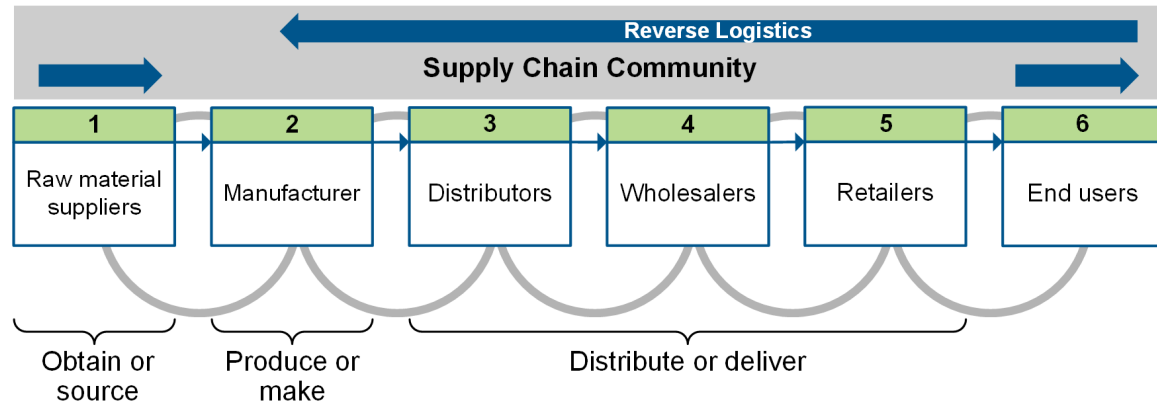 Reverse Logistics
Supply Chain Community
1
2
3
4
5
6
Raw material
suppliers
Manufacturer
Distributors
Wholesalers
Retailers
End users
Obtain or
source
Produce or
make
Distribute or deliver